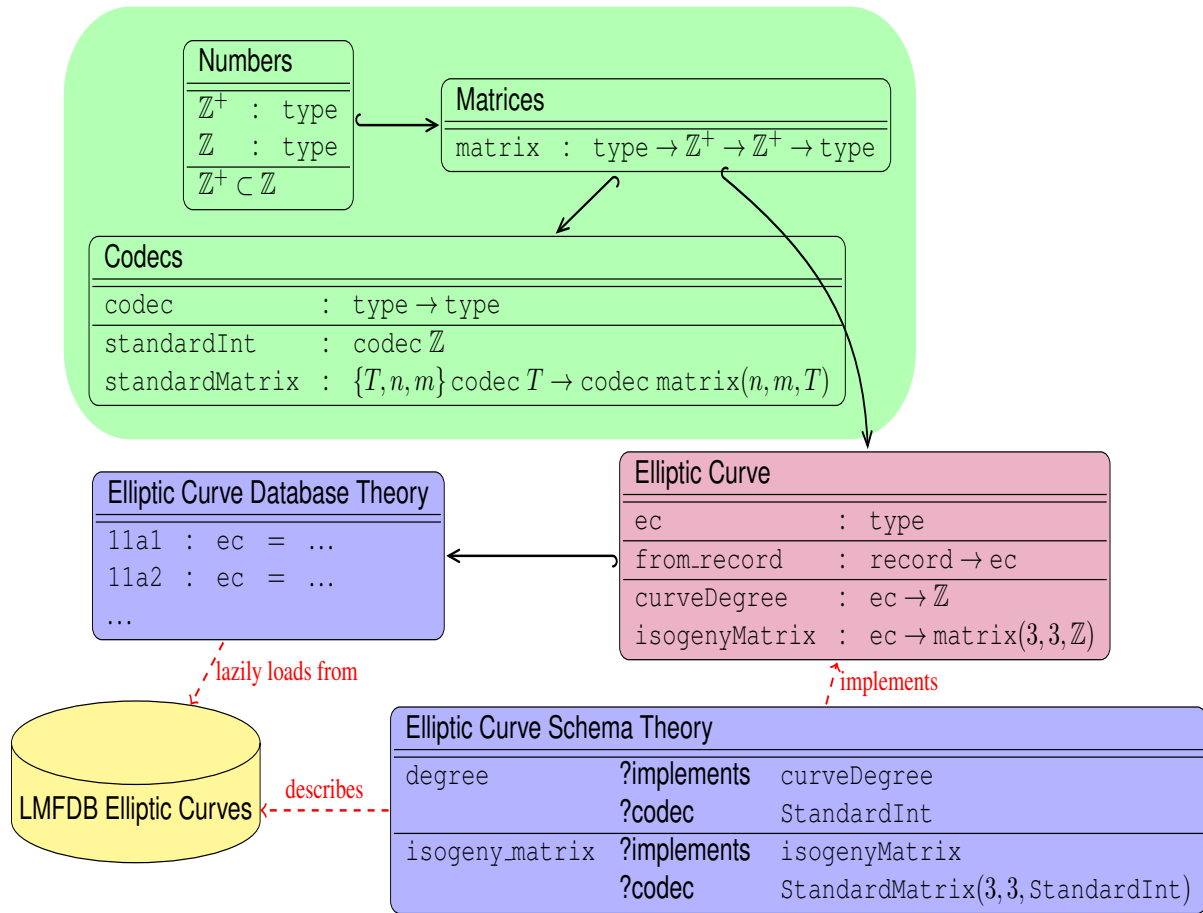 Numbers
ℤ⁺ : type
ℤ : type
ℤ⁺ ⊂ ℤ
Matrices
matrix : type → ℤ⁺ → ℤ⁺ → type
Codecs
codec : type → type
standardInt : codec ℤ
standardMatrix : {T, n, m} codec T → codec matrix(n, m, T)
Elliptic Curve Database Theory
11a1 : ec = ...
11a2 : ec = ...
...
Elliptic Curve
ec : type
from_record : record → ec
curveDegree : ec → ℤ
isogenyMatrix : ec → matrix(3, 3, ℤ)
lazily loads from
implements
LMFDB Elliptic Curves
describes
Elliptic Curve Schema Theory
degree ?implements curveDegree
?codec StandardInt
isogeny_matrix ?implements isogenyMatrix
?codec StandardMatrix(3, 3, StandardInt)